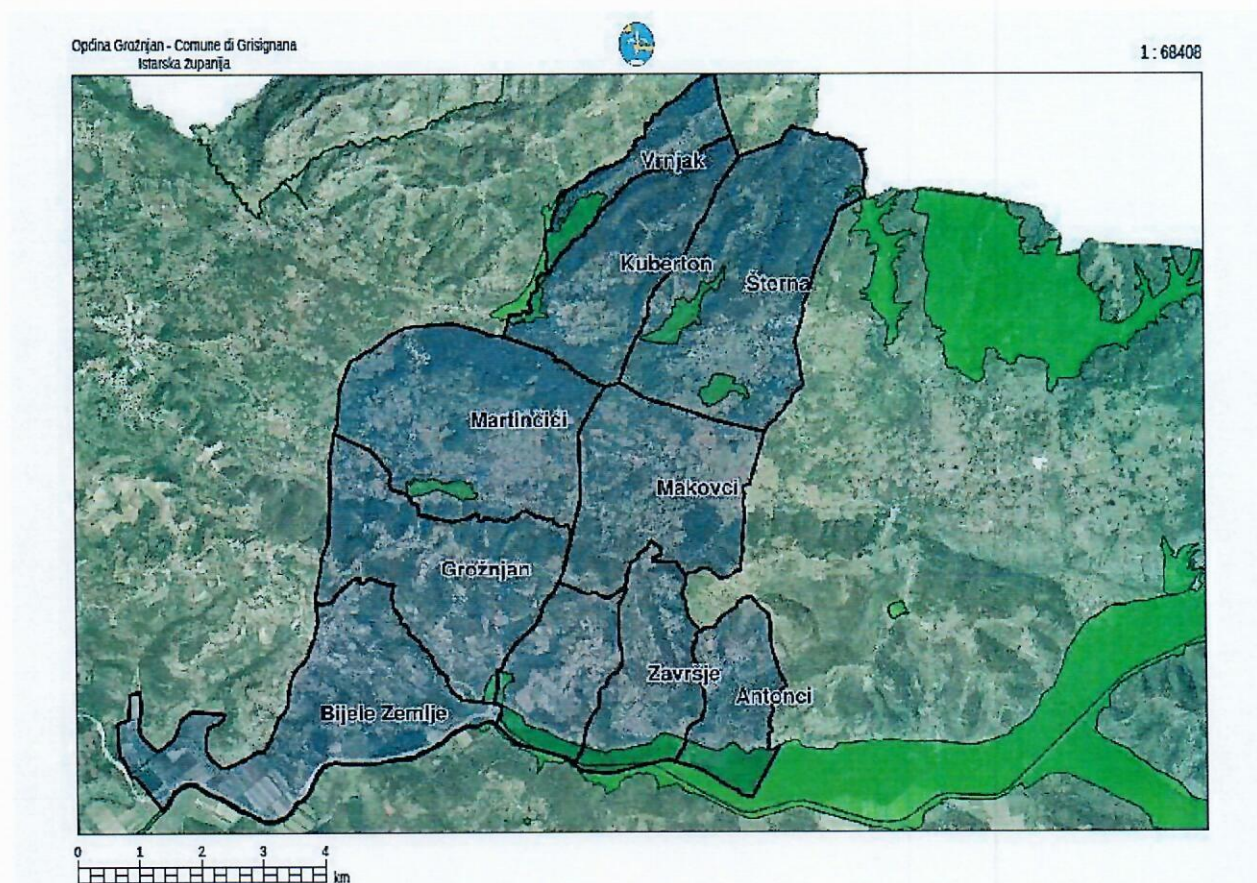 Općina Grožnjan - Comune di Grisignana
Istarska županija
1 : 68408
Vrnjak
Kuberton
Šterna
Martinčići
Makovci
Grožnjan
Završje
Antonci
Bijele Zemlje
0 1 2 3 4
km